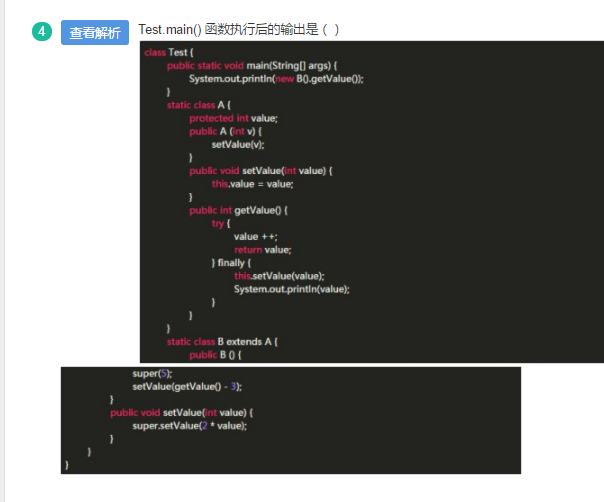 4 查看解析 Test.main() 函数执行后的输出是 ( )
class Test {
public static void main(String[] args) {
System.out.println(new B().getValue());
}
static class A {
protected int value;
public A (int v) {
setValue(v);
}
public void setValue(int value) {
this.value = value;
}
public int getValue() {
try {
value ++;
return value;
} finally {
this.setValue(value);
System.out.println(value);
}
}
}
static class B extends A {
public B () {
super(5);
setValue(getValue() - 3);
}
public void setValue(int value) {
super.setValue(2 * value);
}
}
}